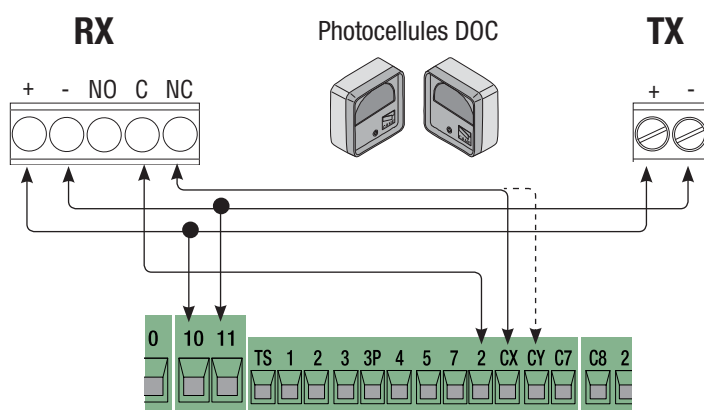 RX Photocellules DOC TX
+ - NO C NC + -
0 10 11 TS 1 2 3 3P 4 5 7 2 CX CY C7 C8 2